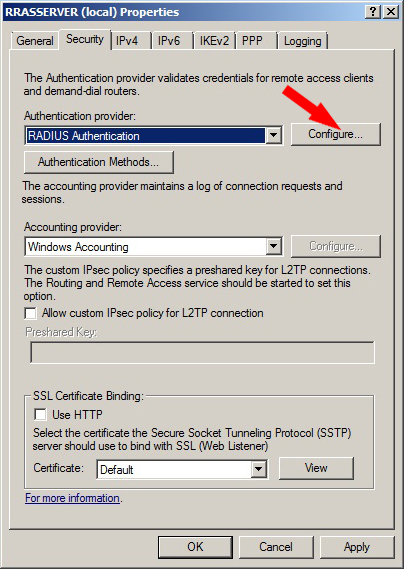 RRASSERVER (local) Properties
General Security IPv4 IPv6 IKEv2 PPP Logging
The Authentication provider validates credentials for remote access clients
and demand-dial routers.
Authentication provider:
RADIUS Authentication Configure...
Authentication Methods...
The accounting provider maintains a log of connection requests and
sessions.
Accounting provider:
Windows Accounting Configure...
The custom IPsec policy specifies a preshared key for L2TP connections.
The Routing and Remote Access service should be started to set this
option.
Allow custom IPsec policy for L2TP connection
Preshared Key:
SSL Certificate Binding:
Use HTTP
Select the certificate the Secure Socket Tunneling Protocol (SSTP)
server should use to bind with SSL (Web Listener)
Certificate: Default View
For more information.
OK Cancel Apply